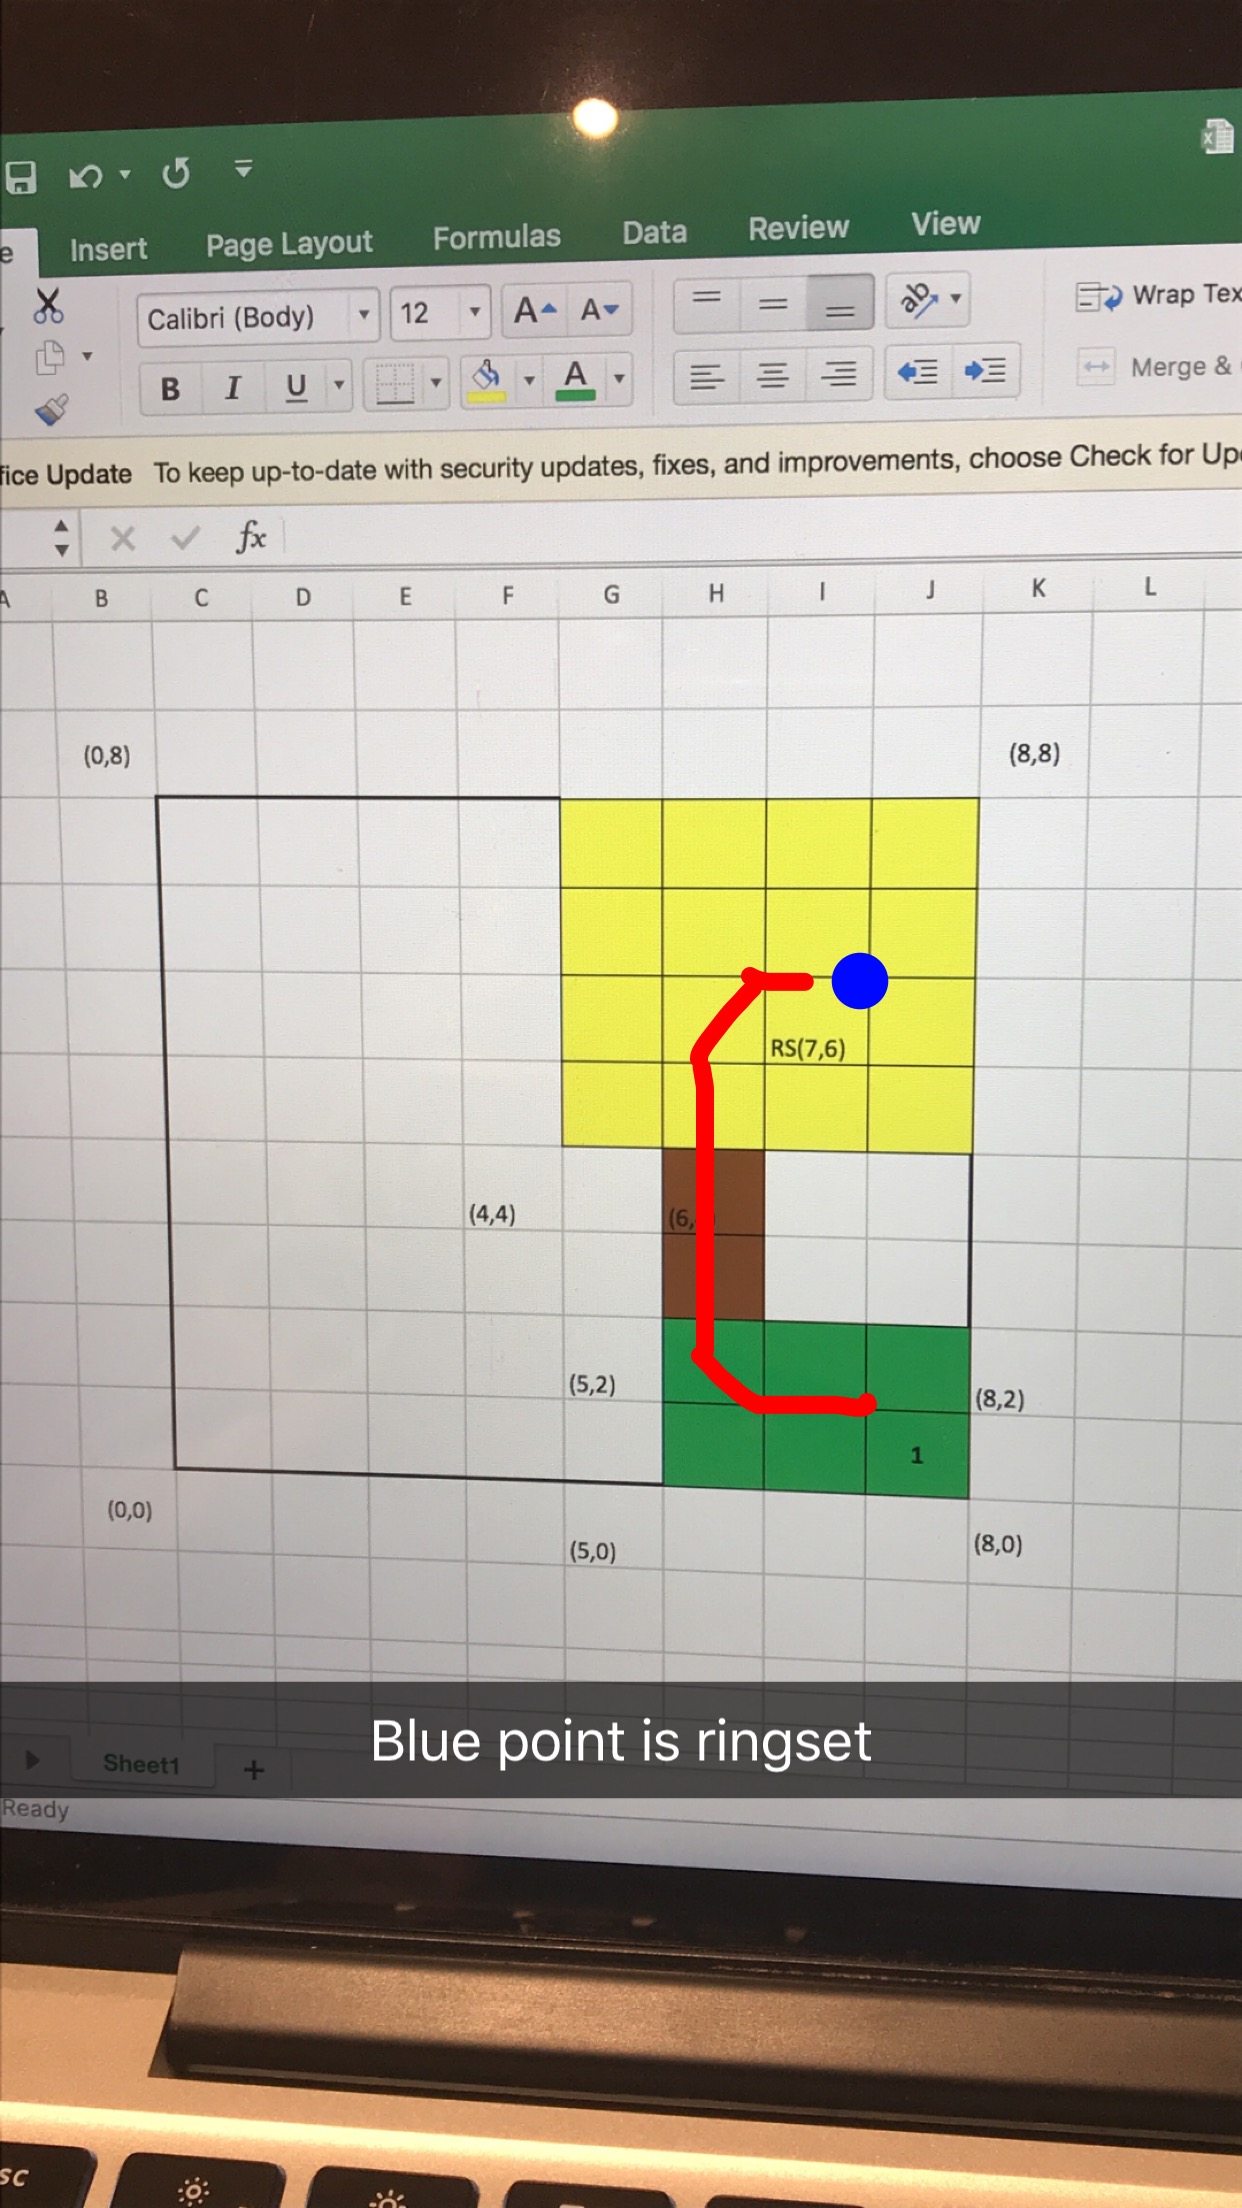 e Insert Page Layout Formulas Data Review View
Calibri (Body) 12 A A ab Wrap Tex
B I U A Merge &
fice Update To keep up-to-date with security updates, fixes, and improvements, choose Check for Up
fx
A B C D E F G H I J K L
(0,8) (8,8)
RS(7,6)
(4,4) (6,
(5,2) (8,2)
1
(0,0)
(5,0) (8,0)
Blue point is ringset
Sheet1 +
Ready
sc